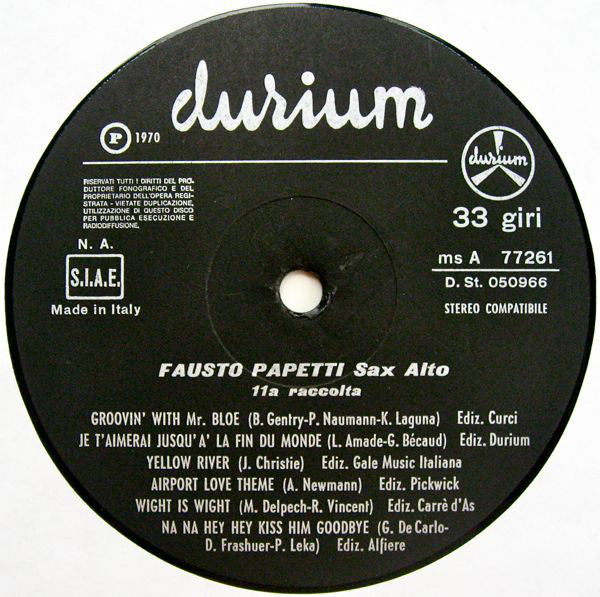 durium
P 1970
durium
RISERVATI TUTTI I DIRITTI DEL PRO-
DUTTORE FONOGRAFICO E DEL
PROPRIETARIO DELL'OPERA REGI-
STRATA - VIETATE DUPLICAZIONE,
UTILIZZAZIONE DI QUESTO DISCO
PER PUBBLICA ESECUZIONE E
RADIODIFFUSIONE.
33 giri
N. A.
S.I.A.E.
Made in Italy
ms A 77261
D. St. 050966
STEREO COMPATIBILE
FAUSTO PAPETTI Sax Alto
11a raccolta
GROOVIN' WITH Mr. BLOE (B. Gentry-P. Naumann-K. Laguna) Ediz. Curci
JE T'AIMERAI JUSQU'A' LA FIN DU MONDE (L. Amade-G. Bécaud) Ediz. Durium
YELLOW RIVER (J. Christie) Ediz. Gale Music Italiana
AIRPORT LOVE THEME (A. Newmann) Ediz. Pickwick
WIGHT IS WIGHT (M. Delpech-R. Vincent) Ediz. Carrè d'As
NA NA HEY HEY KISS HIM GOODBYE (G. De Carlo-
D. Frashuer-P. Leka) Ediz. Alfiere